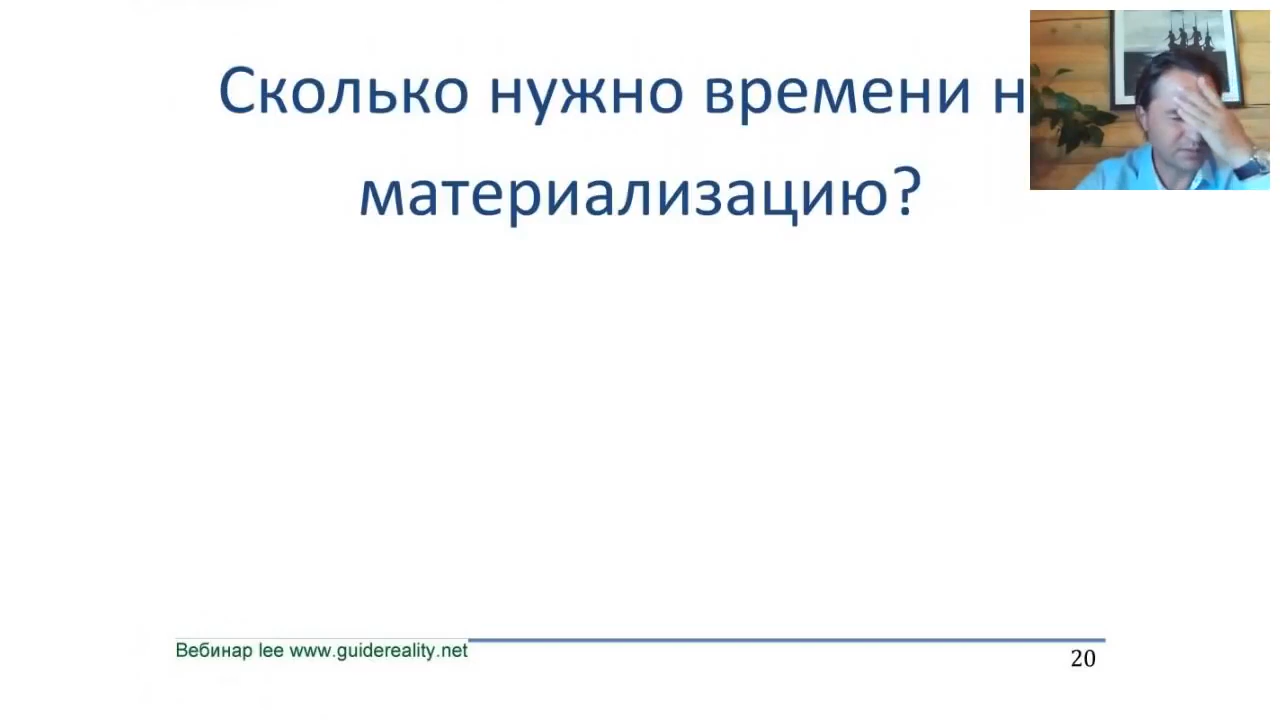 Сколько нужно времени н
материализацию?
Вебинар lee www.guidereality.net
20